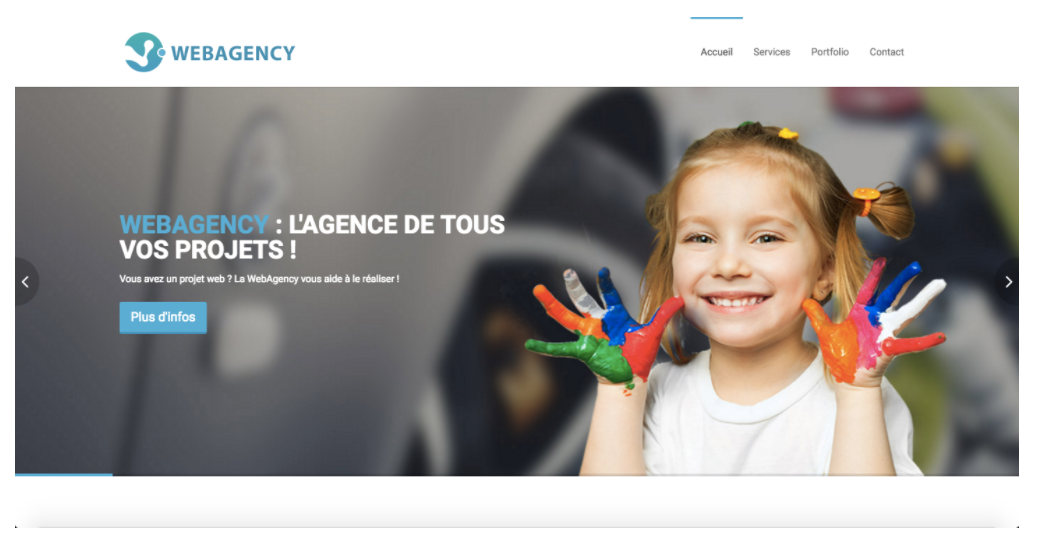 WEBAGENCY
Accueil
Services
Portfolio
Contact
WEBAGENCY : L'AGENCE DE TOUS
VOS PROJETS !
Vous avez un projet web ? La WebAgency vous aide à le réaliser !
Plus d'infos